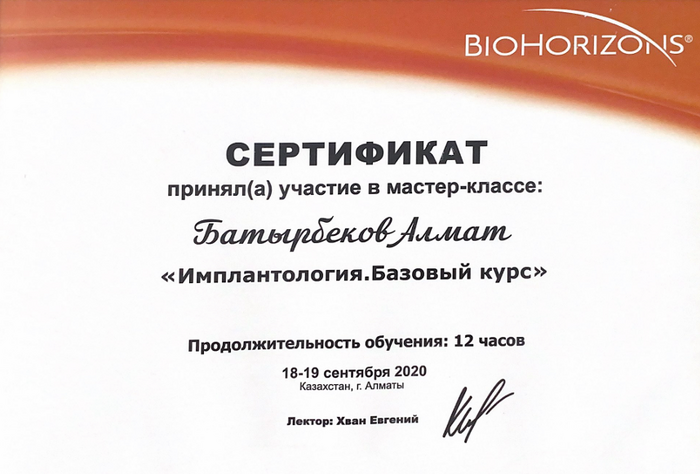 BIOHORIZONS®
СЕРТИФИКАТ
принял(а) участие в мастер-классе:
Батырбеков Алмат
«Имплантология.Базовый курс»
Продолжительность обучения: 12 часов
18-19 сентября 2020
Казахстан, г. Алматы
Лектор: Хван Евгений